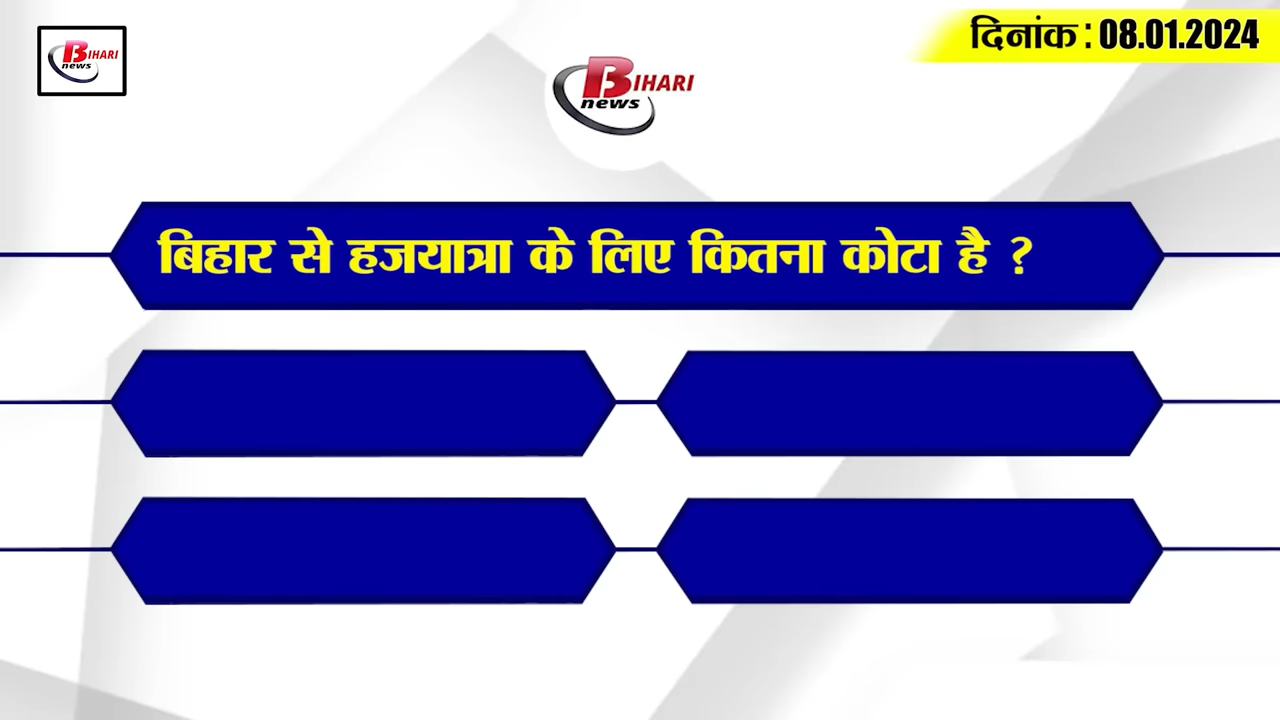 BIHARI
news
दिनांक : 08.01.2024
BIHARI
news
बिहार से हजयात्रा के लिए कितना कोटा है ?